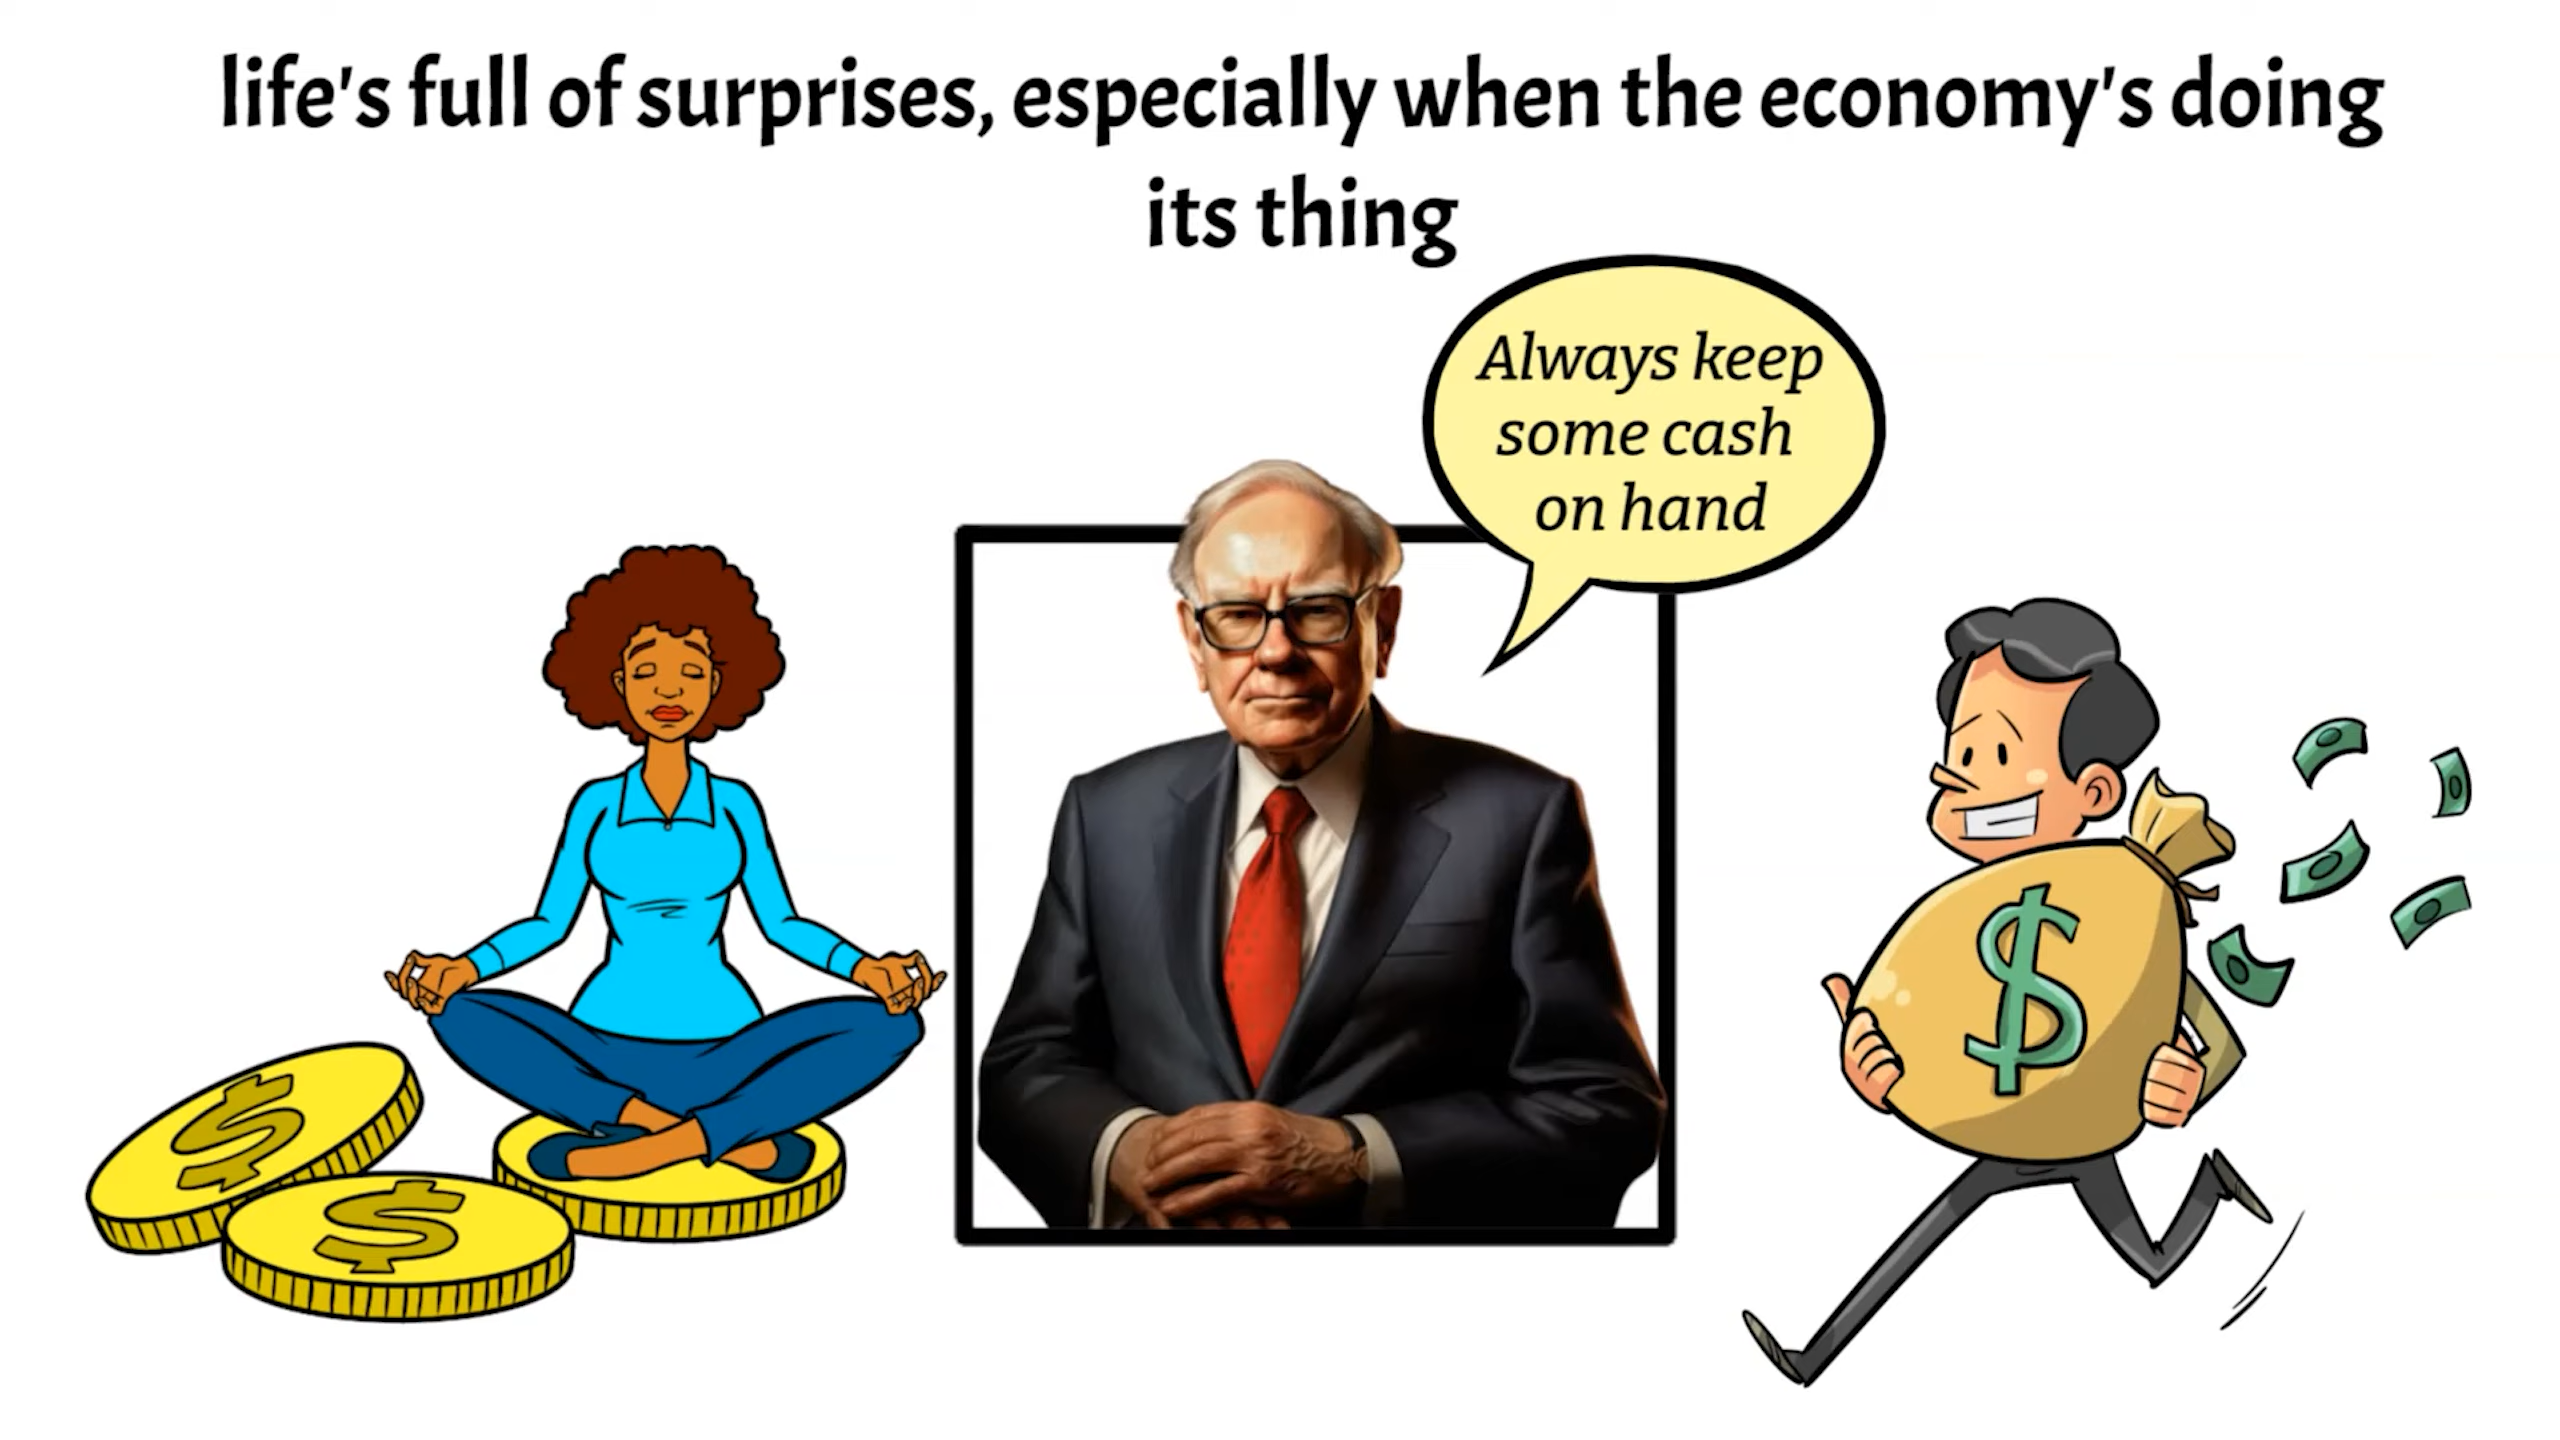 life's full of surprises, especially when the economy's doing
its thing
Always keep
some cash
on hand
$
$
$